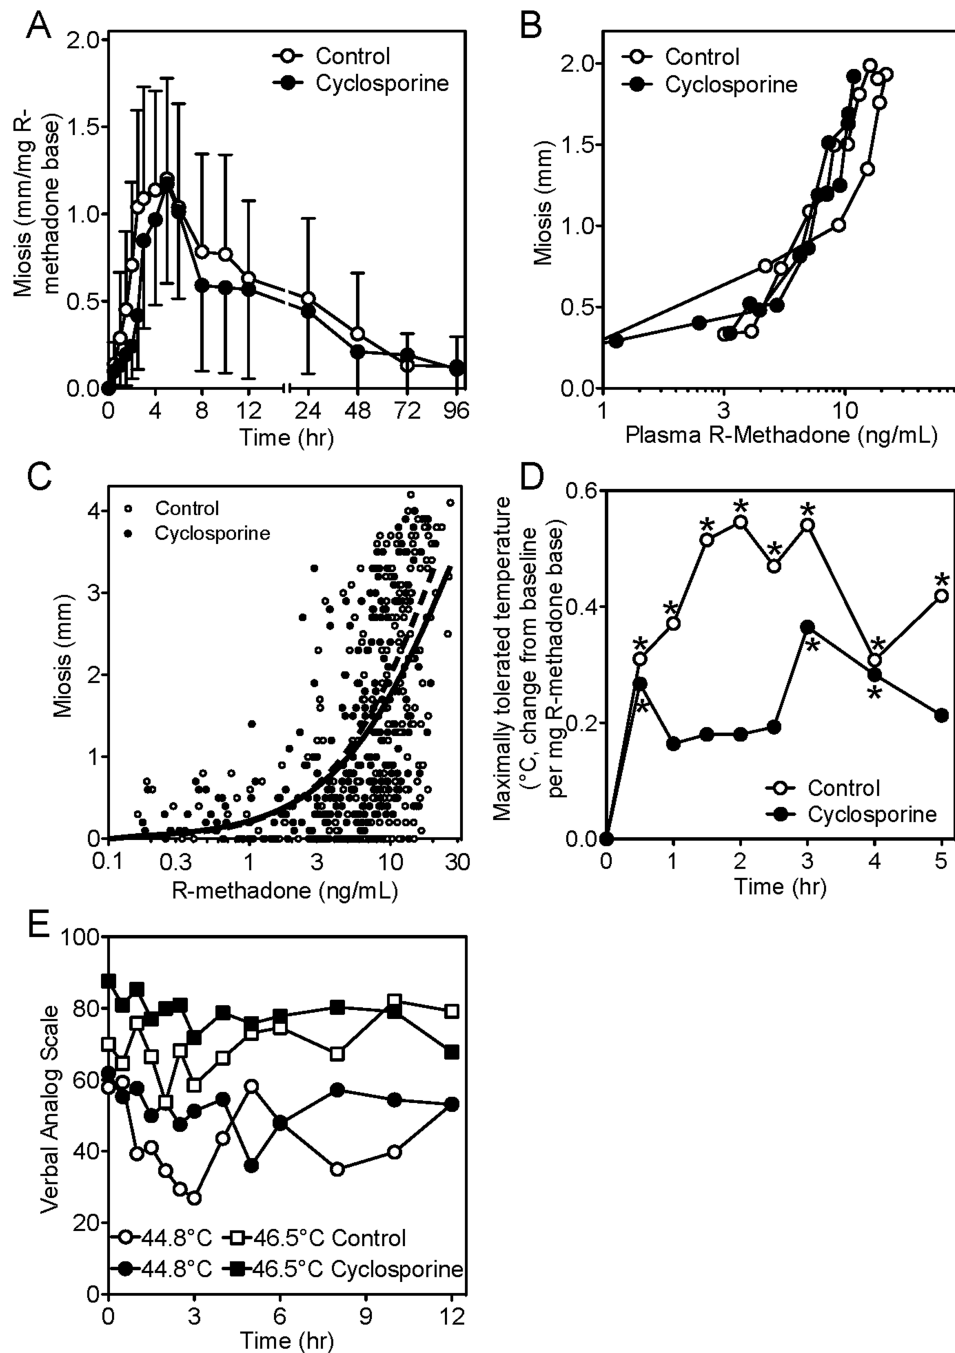 A
Control
Cyclosporine
Miosis (mm/mg R-
methadone base)
2.0
1.5
1.0
0.5
0.0
0 4 8 12 24 48 72 96
Time (hr)
B
Control
Cyclosporine
Miosis (mm)
2.0
1.5
1.0
0.5
0.0
1 3 10
Plasma R-Methadone (ng/mL)
C
Control
Cyclosporine
Miosis (mm)
4
3
2
1
0
0.1 0.3 1 3 10 30
R-methadone (ng/mL)
D
Maximally tolerated temperature
(°C, change from baseline
per mg R-methadone base)
0.6
0.4
0.2
0.0
* * * * * * * *
* * *
Control
Cyclosporine
0 1 2 3 4 5
Time (hr)
E
Verbal Analog Scale
100
80
60
40
20
0
44.8°C 46.5°C Control
44.8°C 46.5°C Cyclosporine
0 3 6 9 12
Time (hr)